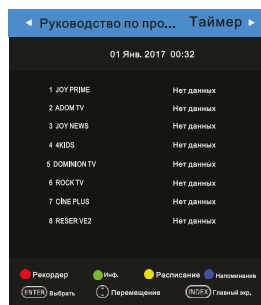 Руководство по про... Таймер
01 Янв. 2017 00:32
1 JOY PRIME Нет данных
2 ADOM TV Нет данных
3 JOY NEWS Нет данных
4 4KIDS Нет данных
5 DOMINION TV Нет данных
6 ROCK TV Нет данных
7 CİNE PLUS Нет данных
8 RESER VE2 Нет данных
Рекордер Инф. Расписание Напоминание
ENTER Выбрать Перемещение INDEX Главный экр.